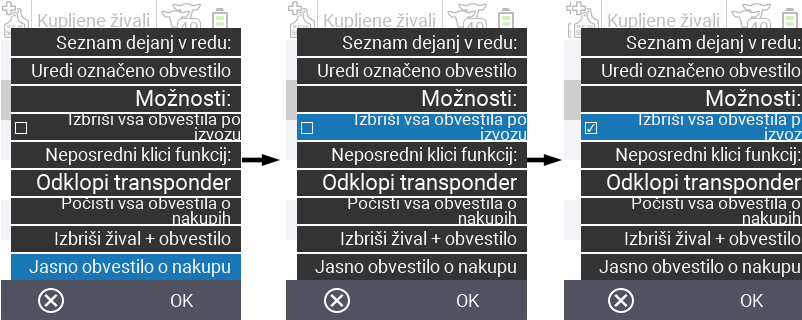 Kupljene živali
Seznam dejanj v redu:
Uredi označeno obvestilo
Možnosti:
Izbriši vsa obvestila po
izvozu
Neposredni klici funkcij:
Odklopi transponder
Počisti vsa obvestila o
nakupih
Izbriši žival + obvestilo
Jasno obvestilo o nakupu
OK
Kupljene živali
Seznam dejanj v redu:
Uredi označeno obvestilo
Možnosti:
Izbriši vsa obvestila po
izvozu
Neposredni klici funkcij:
Odklopi transponder
Počisti vsa obvestila o
nakupih
Izbriši žival + obvestilo
Jasno obvestilo o nakupu
OK
Kupljene živali
Seznam dejanj v redu:
Uredi označeno obvestilo
Možnosti:
Izbriši vsa obvestila p
izvoz
Neposredni klici funkcij:
Odklopi transponder
Počisti vsa obvestila o
nakupih
Izbriši žival + obvestilo
Jasno obvestilo o nakupu
OK